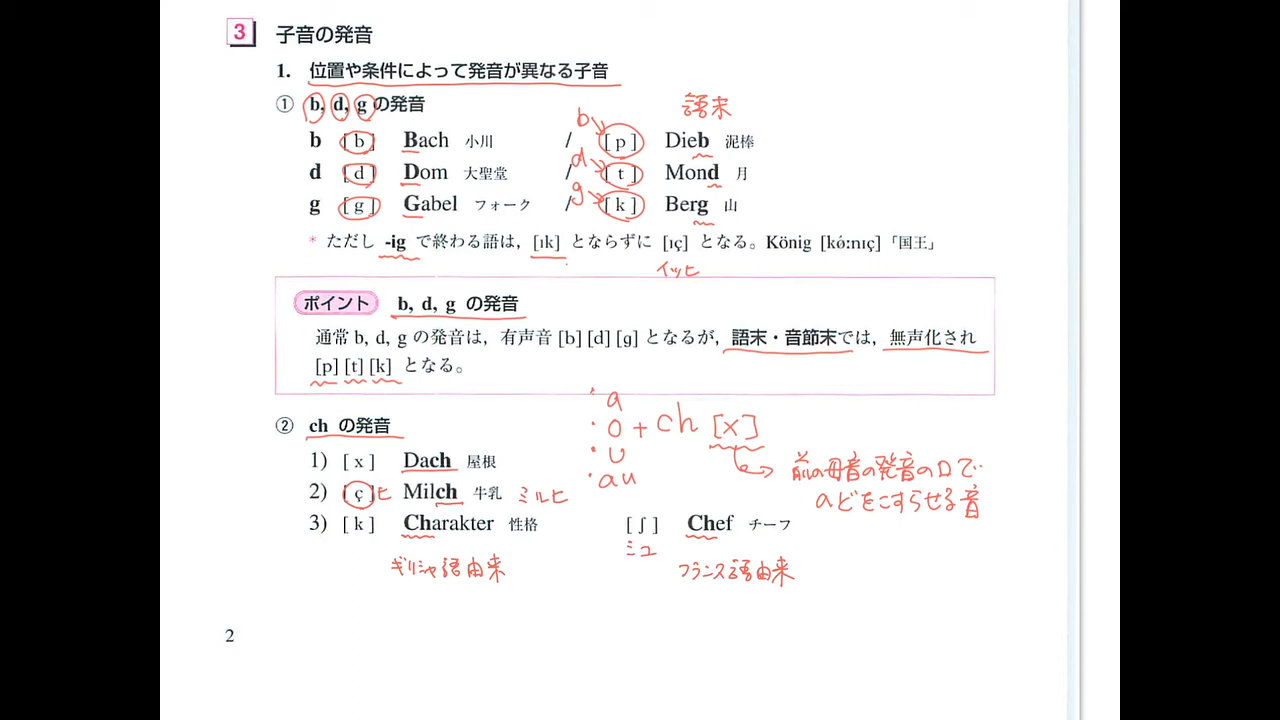 3 子音の発音
1. 位置や条件によって発音が異なる子音
① b, d, g の発音 語末
b [ b ] Bach 小川 / b [ p ] Dieb 泥棒
d [ d ] Dom 大聖堂 / d [ t ] Mond 月
g [ g ] Gabel フォーク / g [ k ] Berg 山
* ただし -ig で終わる語は, [ɪk] とならずに [ɪç] となる。König [kǿːnɪç]「国王」
イッヒ
ポイント b, d, g の発音
通常 b, d, g の発音は, 有声音 [b] [d] [ɡ] となるが, 語末・音節末では, 無声化され
[p] [t] [k] となる。
② ch の発音
・a
・o + ch [x]
・u
・au
1) [ x ] Dach 屋根
前の母音の発音の口で
のどをこすらせる音
2) [ ç ] ヒ Milch 牛乳 ミルヒ
3) [ k ] Charakter 性格 [ ʃ ] Chef チーフ
ギリシャ語由来 フランス語由来
2